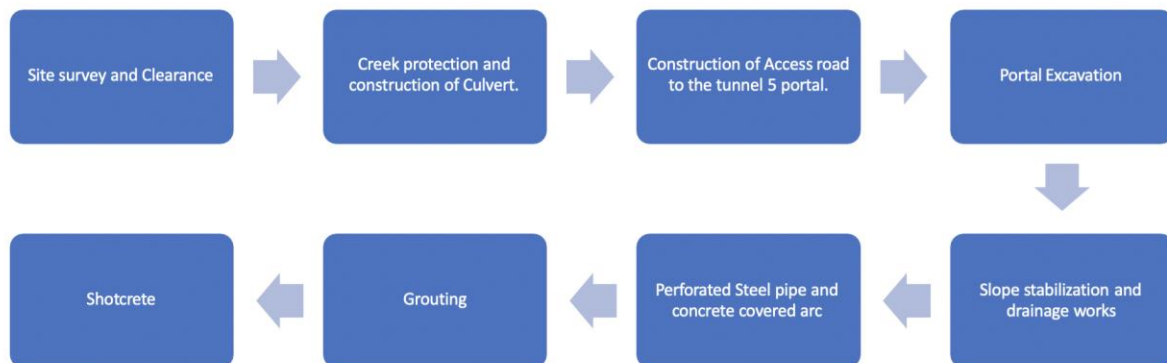 Site survey and Clearance
Creek protection and
construction of Culvert.
Construction of Access road
to the tunnel 5 portal.
Portal Excavation
Slope stabilization and
drainage works
Perforated Steel pipe and
concrete covered arc
Grouting
Shotcrete